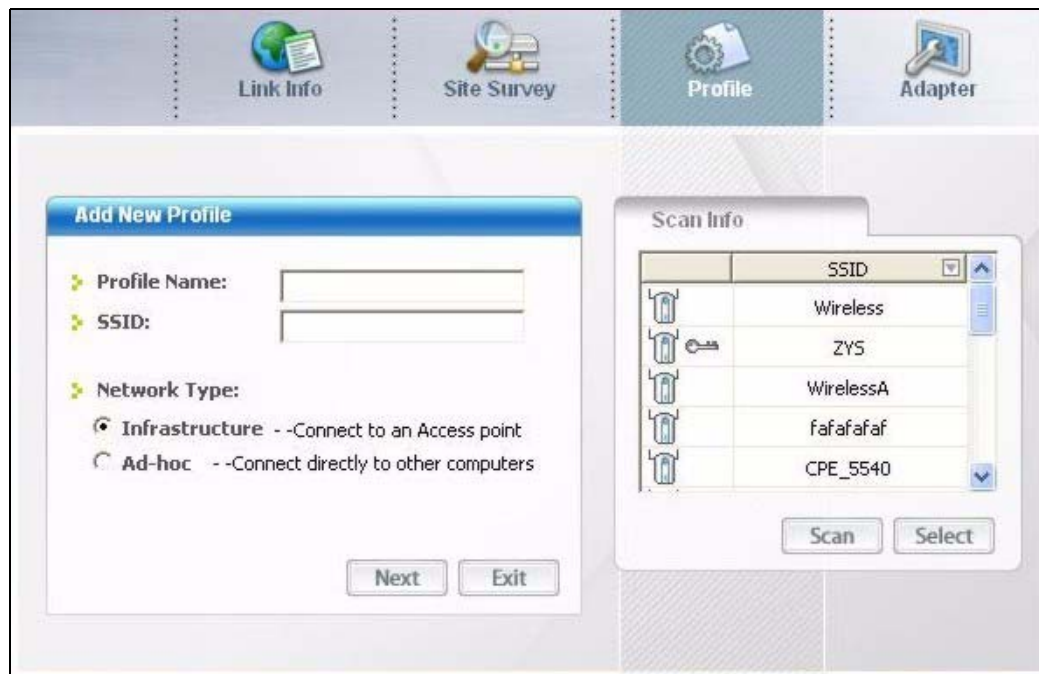 Link Info
Site Survey
Profile
Adapter
Add New Profile
Profile Name:
SSID:
Network Type:
Infrastructure - -Connect to an Access point
Ad-hoc - -Connect directly to other computers
Next
Exit
Scan Info
SSID
Wireless
ZYS
WirelessA
fafafafaf
CPE_5540
Scan
Select